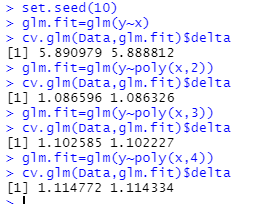 > set.seed(10)
> glm.fit=glm(y~x)
> cv.glm(Data,glm.fit)$delta
[1] 5.890979 5.888812
> glm.fit=glm(y~poly(x,2))
> cv.glm(Data,glm.fit)$delta
[1] 1.086596 1.086326
> glm.fit=glm(y~poly(x,3))
> cv.glm(Data,glm.fit)$delta
[1] 1.102585 1.102227
> glm.fit=glm(y~poly(x,4))
> cv.glm(Data,glm.fit)$delta
[1] 1.114772 1.114334
>